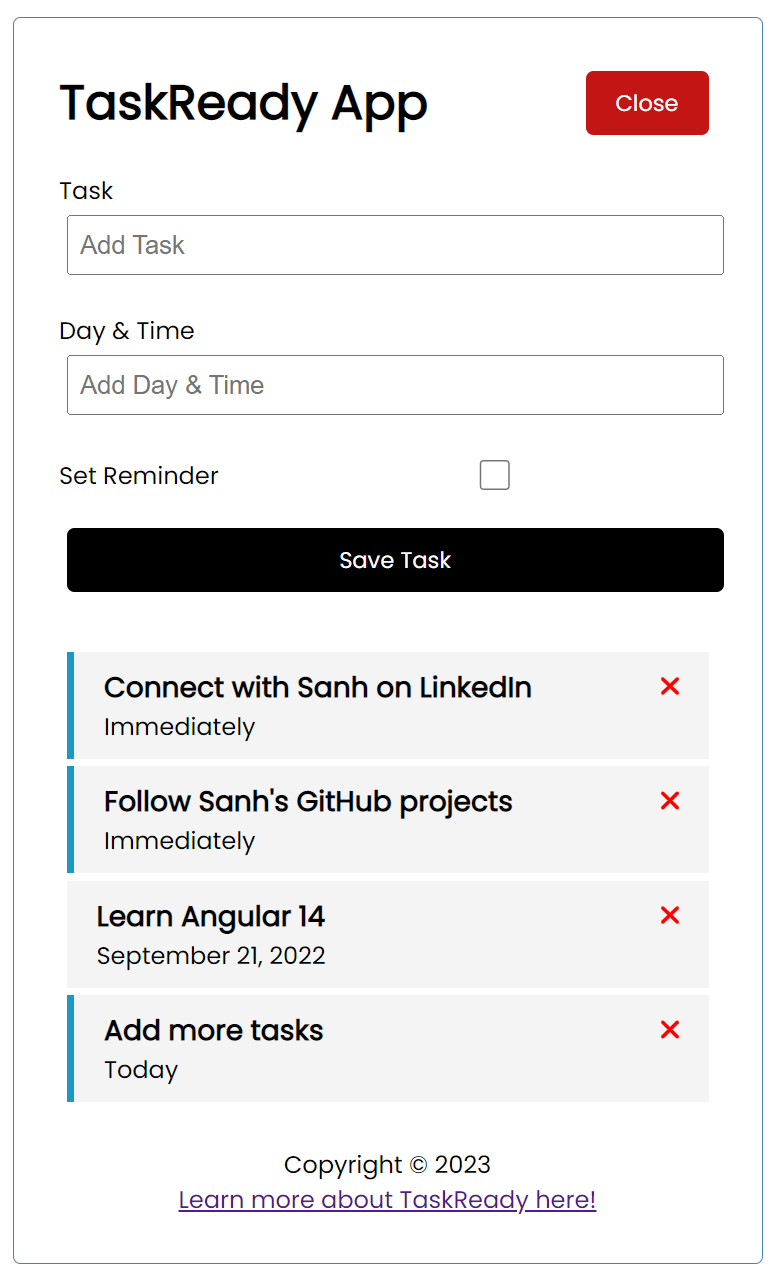 TaskReady App
Close
Task
Add Task
Day & Time
Add Day & Time
Set Reminder
Save Task
Connect with Sanh on LinkedIn
Immediately
Follow Sanh's GitHub projects
Immediately
Learn Angular 14
September 21, 2022
Add more tasks
Today
Copyright © 2023
Learn more about TaskReady here!